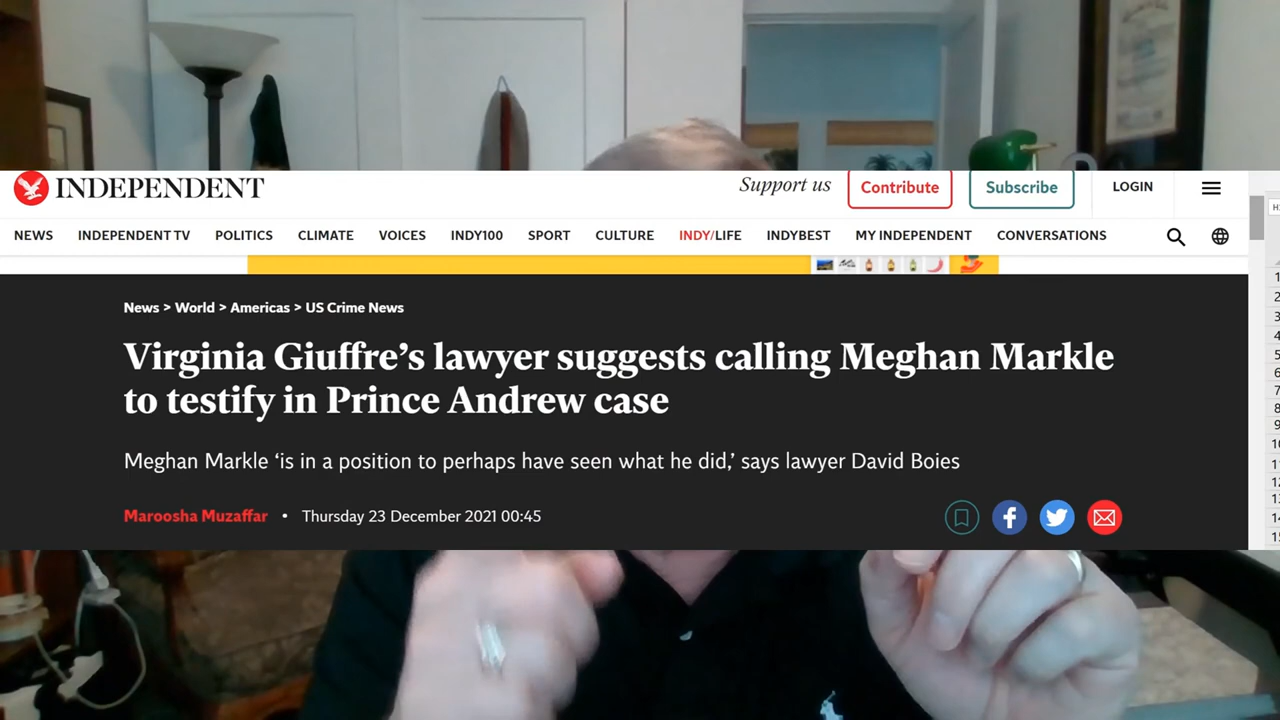 INDEPENDENT
Support us
Contribute
Subscribe
LOGIN
NEWS INDEPENDENT TV POLITICS CLIMATE VOICES INDY100 SPORT CULTURE INDY/LIFE INDYBEST MY INDEPENDENT CONVERSATIONS
News > World > Americas > US Crime News
Virginia Giuffre’s lawyer suggests calling Meghan Markle
to testify in Prince Andrew case
Meghan Markle ‘is in a position to perhaps have seen what he did,’ says lawyer David Boies
Maroosha Muzaffar • Thursday 23 December 2021 00:45